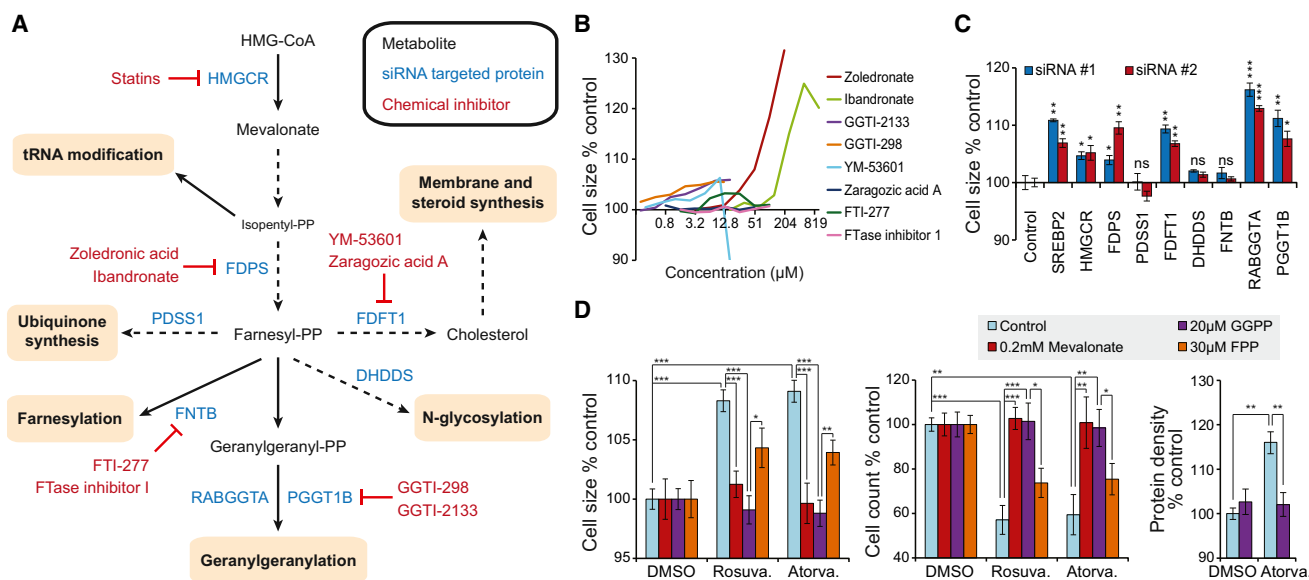 A
HMG-CoA
Statins
HMGCR
Mevalonate
tRNA modification
Isopentyl-PP
Zoledronic acid
Ibandronate
FDPS
YM-53601
Zaragozic acid A
Membrane and
steroid synthesis
Ubiquinone
synthesis
PDSS1
Farnesyl-PP
FDFT1
Cholesterol
DHDDS
Farnesylation
FNTB
N-glycosylation
Geranylgeranyl-PP
FTI-277
FTase inhibitor I
RABGGTA
PGGT1B
GGTI-298
GGTI-2133
Geranylgeranylation
Metabolite
siRNA targeted protein
Chemical inhibitor
B
Cell size % control
130
120
110
100
90
0.8
3.2
12.8
51
204
819
Concentration (µM)
Zoledronate
Ibandronate
GGTI-2133
GGTI-298
YM-53601
Zaragozic acid A
FTI-277
FTase inhibitor 1
C
siRNA #1
siRNA #2
Cell size % control
120
110
100
90
**
**
*
*
*
**
ns
**
**
ns
ns
***
***
**
*
Control
SREBP2
HMGCR
FDPS
PDSS1
FDFT1
DHDDS
FNTB
RABGGTA
PGGT1B
D
Control
0.2mM Mevalonate
20µM GGPP
30µM FPP
Cell size % control
110
105
100
95
***
***
***
***
*
***
***
**
DMSO
Rosuva.
Atorva.
Cell count % control
120
100
80
60
40
**
***
***
*
**
**
*
DMSO
Rosuva.
Atorva.
Protein density
% control
130
120
110
100
90
**
**
DMSO
Atorva.